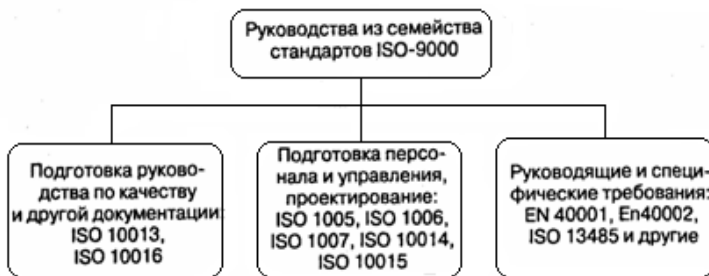 Руководства из семейства
стандартов ISO-9000
Подготовка руково-
дства по качеству
и другой документации:
ISO 10013,
ISO 10016
Подготовка персо-
нала и управления,
проектирование:
ISO 1005, ISO 1006,
ISO 1007, ISO 10014,
ISO 10015
Руководящие и специ-
фические требования:
EN 40001, En40002,
ISO 13485 и другие